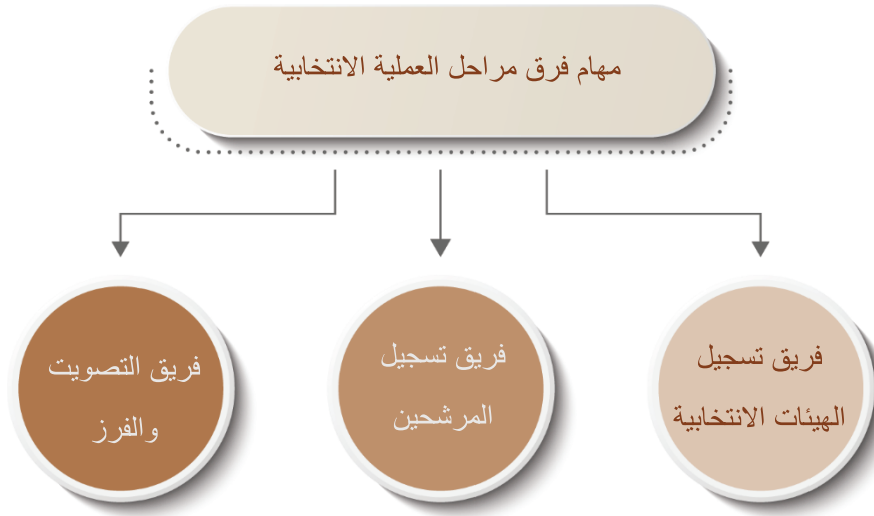 مهام فرق مراحل العملية الانتخابية
فريق تسجيل
الهيئات الانتخابية
فريق تسجيل
المرشحين
فريق التصويت
والفرز